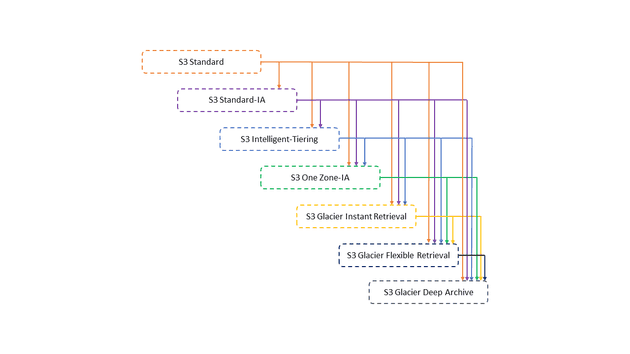 S3 Standard
S3 Standard-IA
S3 Intelligent-Tiering
S3 One Zone-IA
S3 Glacier Instant Retrieval
S3 Glacier Flexible Retrieval
S3 Glacier Deep Archive